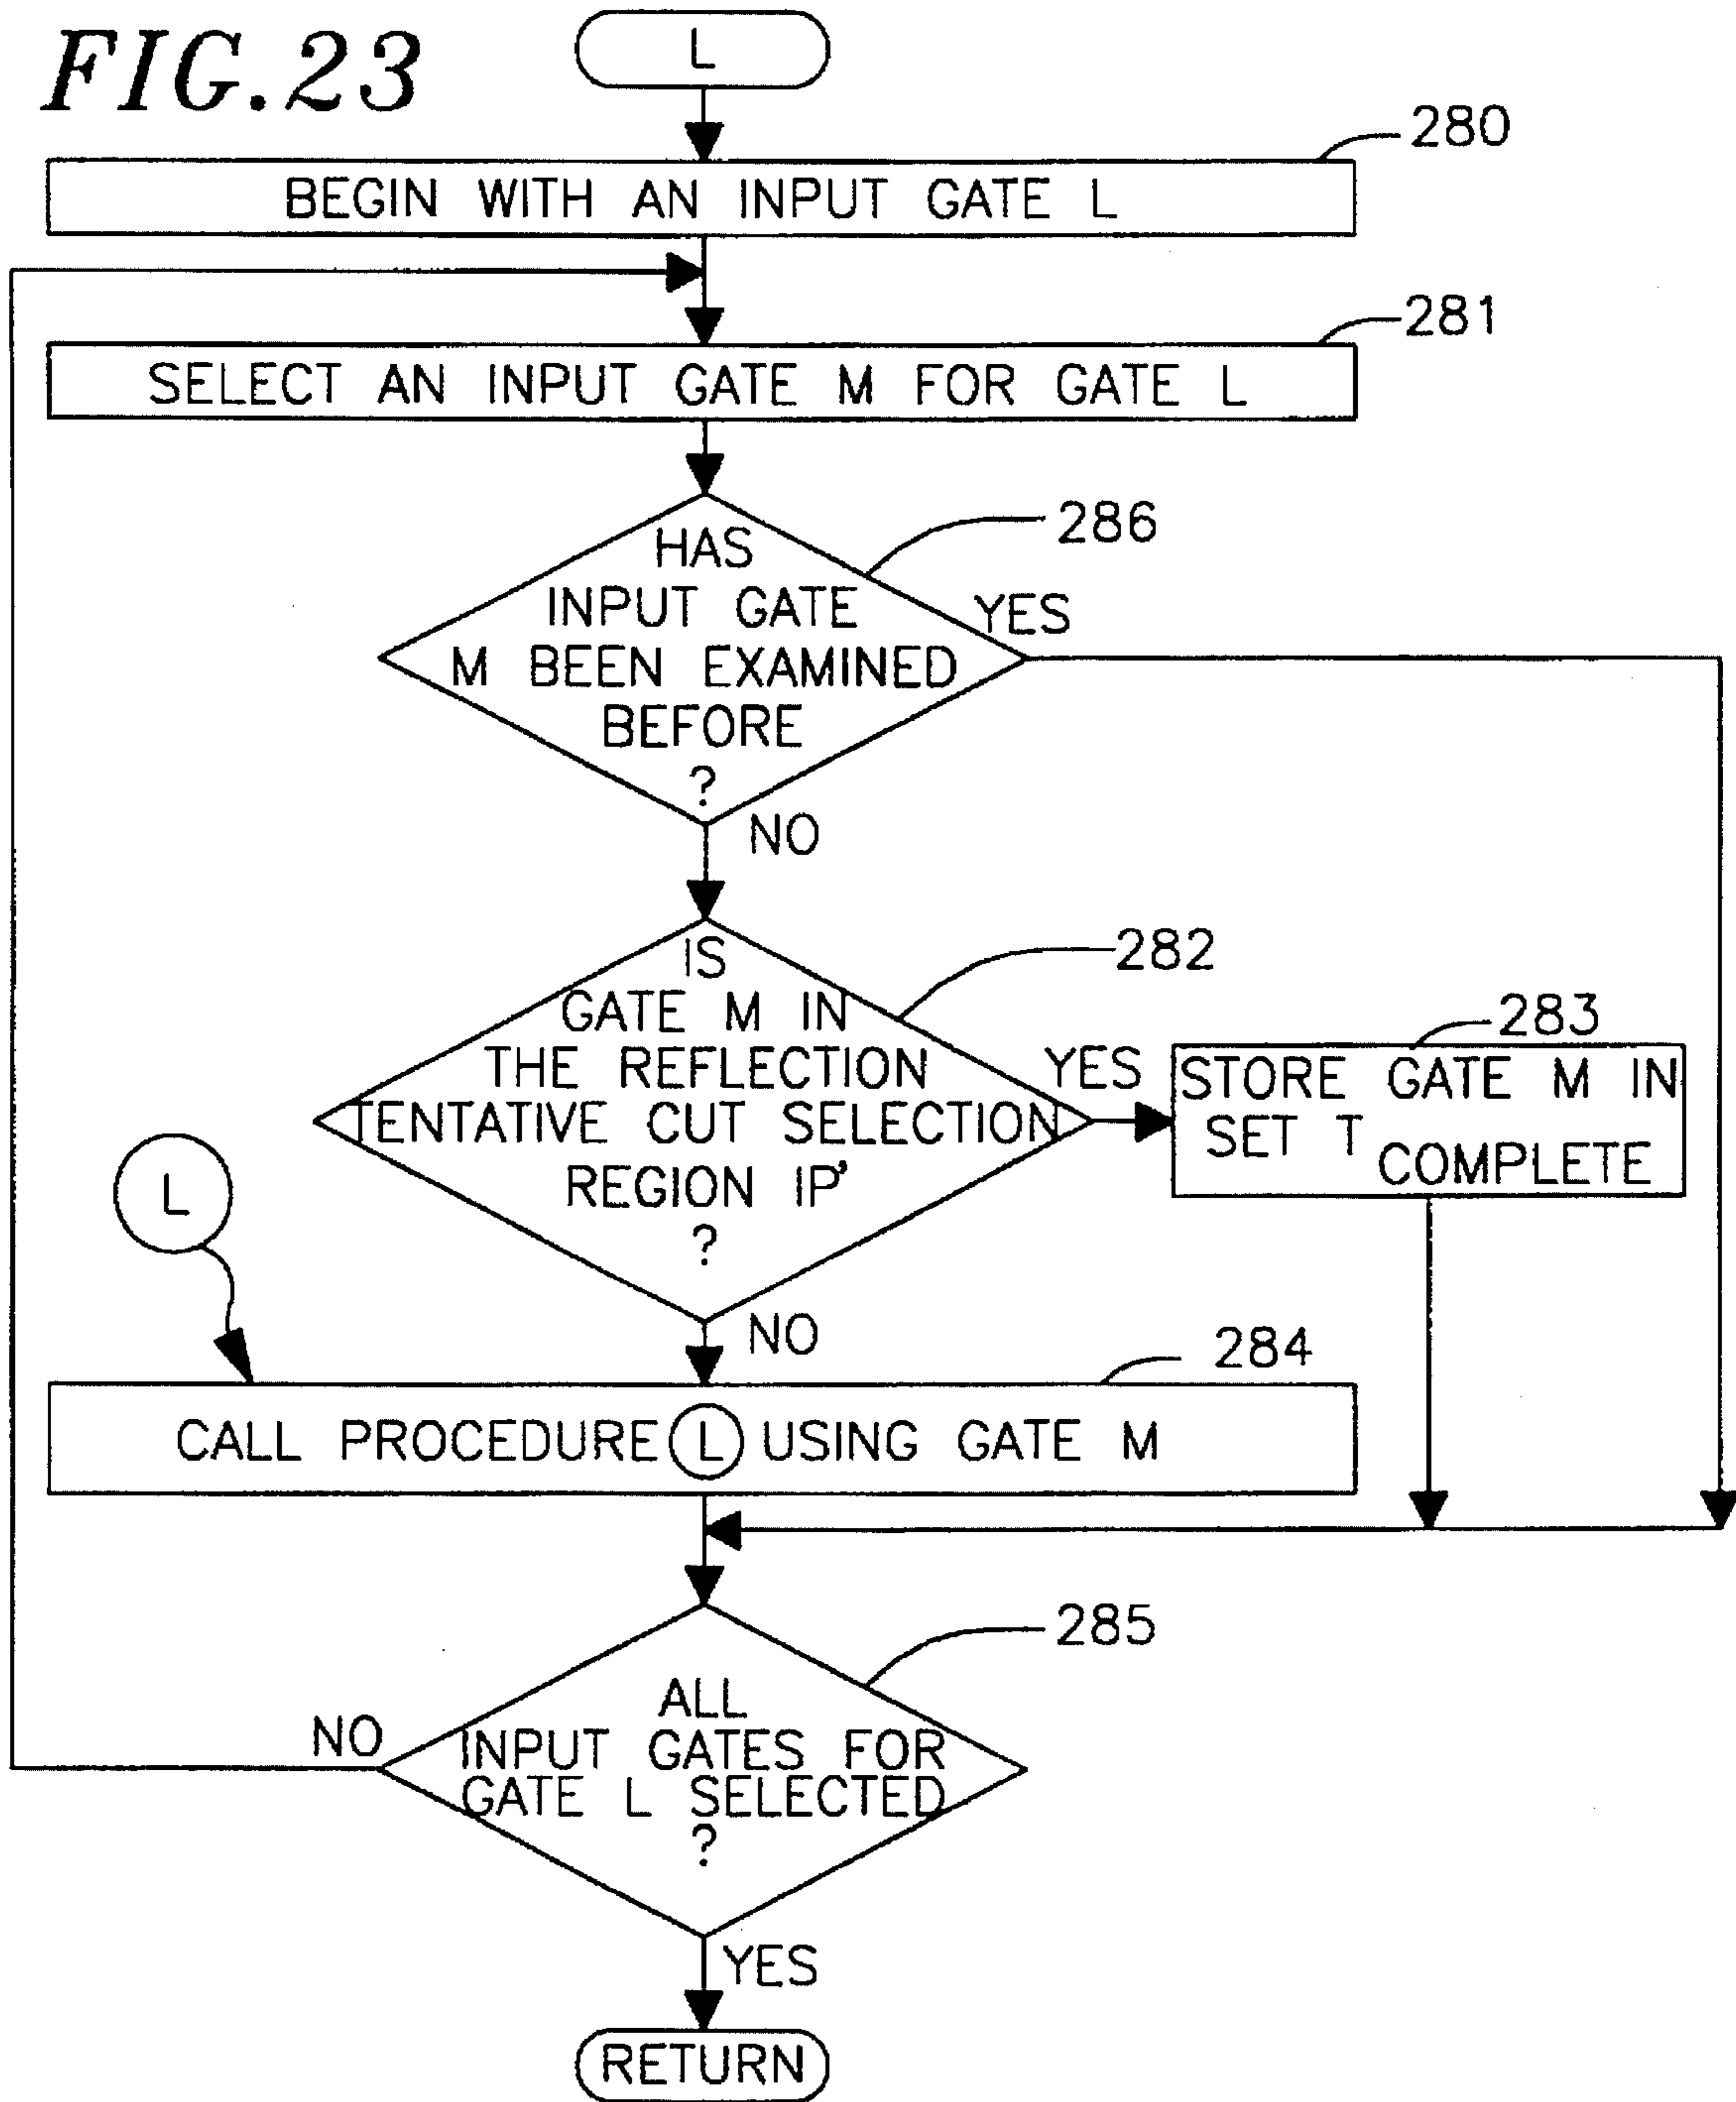 FIG.23
L
280
BEGIN WITH AN INPUT GATE L
281
SELECT AN INPUT GATE M FOR GATE L
286
HAS
INPUT GATE
M BEEN EXAMINED
BEFORE
?
YES
NO
282
IS
GATE M IN
THE REFLECTION
TENTATIVE CUT SELECTION
REGION IP'
?
YES
283
STORE GATE M IN
SET T COMPLETE
L
NO
284
CALL PROCEDURE L USING GATE M
285
ALL
INPUT GATES FOR
GATE L SELECTED
?
NO
YES
RETURN